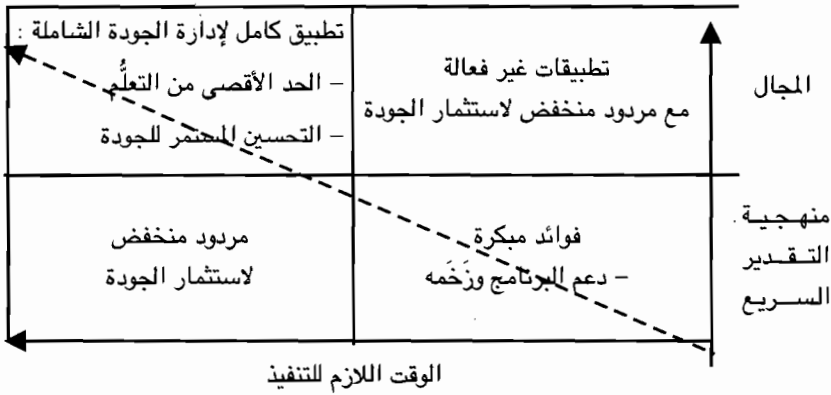 المجال
تطبيقات غير فعالة
مع مردود منخفض لاستثمار الجودة
تطبيق كامل لإدارة الجودة الشاملة :
– الحد الأقصى من التعلُّم
– التحسين المستمر للجودة
منهجية
التقدير
السريع
فوائد مبكرة
– دعم البرنامج وزَخَمه
مردود منخفض
لاستثمار الجودة
الوقت اللازم للتنفيذ